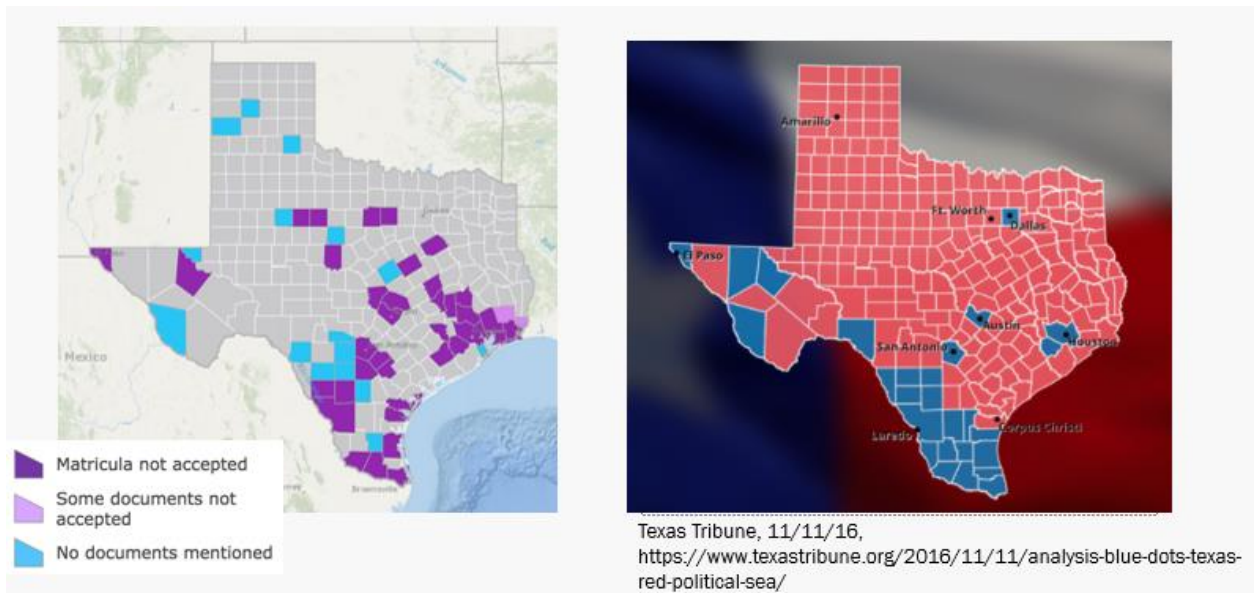 Mexico
Matricula not accepted
Some documents not
accepted
No documents mentioned
Amarillo
Ft. Worth
Dallas
El Paso
Austin
San Antonio
Houston
Laredo
Corpus Christi
Texas Tribune, 11/11/16,
https://www.texastribune.org/2016/11/11/analysis-blue-dots-texas-
red-political-sea/